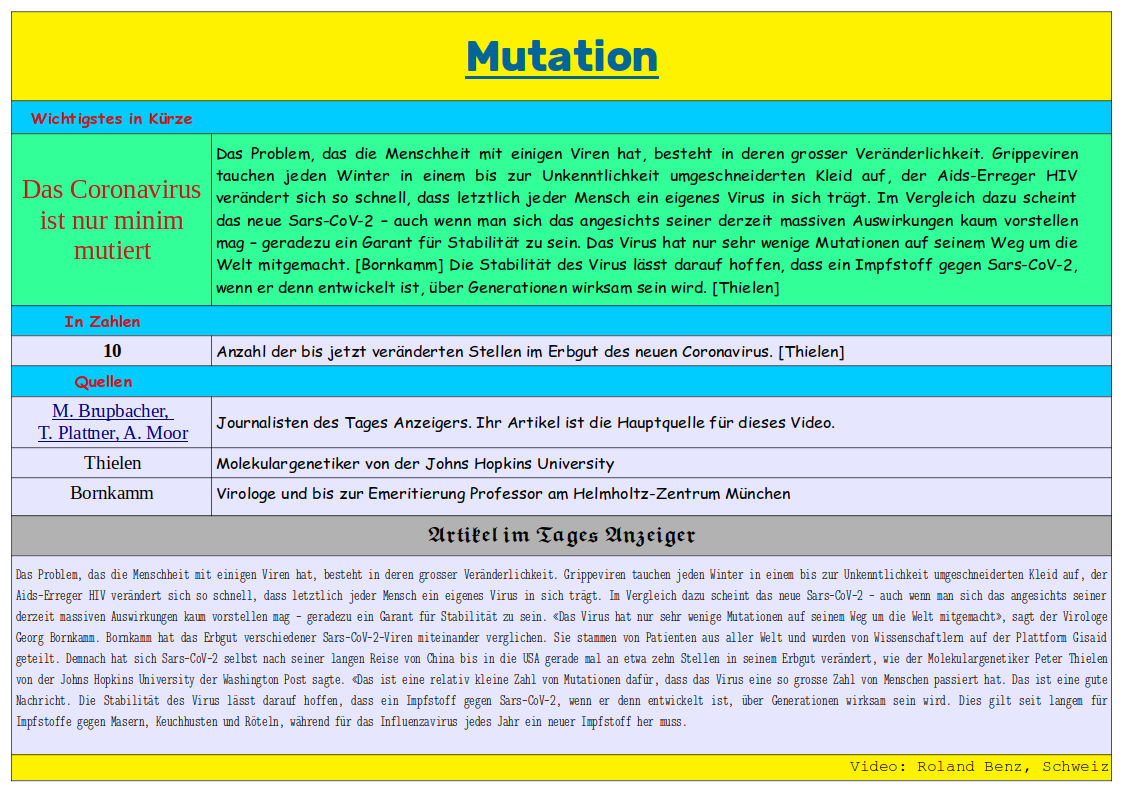 Mutation
Wichtigstes in Kürze
Das Coronavirus
ist nur minim
mutiert
Das Problem, das die Menschheit mit einigen Viren hat, besteht in deren grosser Veränderlichkeit. Grippeviren
tauchen jeden Winter in einem bis zur Unkenntlichkeit umgeschneiderten Kleid auf, der Aids-Erreger HIV
verändert sich so schnell, dass letztlich jeder Mensch ein eigenes Virus in sich trägt. Im Vergleich dazu scheint
das neue Sars-CoV-2 – auch wenn man sich das angesichts seiner derzeit massiven Auswirkungen kaum vorstellen
mag – geradezu ein Garant für Stabilität zu sein. Das Virus hat nur sehr wenige Mutationen auf seinem Weg um die
Welt mitgemacht. [Bornkamm] Die Stabilität des Virus lässt darauf hoffen, dass ein Impfstoff gegen Sars-CoV-2,
wenn er denn entwickelt ist, über Generationen wirksam sein wird. [Thielen]
In Zahlen
10
Anzahl der bis jetzt veränderten Stellen im Erbgut des neuen Coronavirus. [Thielen]
Quellen
M. Brupbacher,
T. Plattner, A. Moor
Journalisten des Tages Anzeigers. Ihr Artikel ist die Hauptquelle für dieses Video.
Thielen
Molekulargenetiker von der Johns Hopkins University
Bornkamm
Virologe und bis zur Emeritierung Professor am Helmholtz-Zentrum München
Artikel im Tages Anzeiger
Das Problem, das die Menschheit mit einigen Viren hat, besteht in deren grosser Veränderlichkeit. Grippeviren tauchen jeden Winter in einem bis zur Unkenntlichkeit umgeschneiderten Kleid auf, der
Aids-Erreger HIV verändert sich so schnell, dass letztlich jeder Mensch ein eigenes Virus in sich trägt. Im Vergleich dazu scheint das neue Sars-CoV-2 – auch wenn man sich das angesichts seiner
derzeit massiven Auswirkungen kaum vorstellen mag – geradezu ein Garant für Stabilität zu sein. «Das Virus hat nur sehr wenige Mutationen auf seinem Weg um die Welt mitgemacht», sagt der Virologe
Georg Bornkamm. Bornkamm hat das Erbgut verschiedener Sars-CoV-2-Viren miteinander verglichen. Sie stammen von Patienten aus aller Welt und wurden von Wissenschaftlern auf der Plattform Gisaid
geteilt. Demnach hat sich Sars-CoV-2 selbst nach seiner langen Reise von China bis in die USA gerade mal an etwa zehn Stellen in seinem Erbgut verändert, wie der Molekulargenetiker Peter Thielen
von der Johns Hopkins University der Washington Post sagte. «Das ist eine relativ kleine Zahl von Mutationen dafür, dass das Virus eine so grosse Zahl von Menschen passiert hat. Das ist eine gute
Nachricht. Die Stabilität des Virus lässt darauf hoffen, dass ein Impfstoff gegen Sars-CoV-2, wenn er denn entwickelt ist, über Generationen wirksam sein wird. Dies gilt seit langem für
Impfstoffe gegen Masern, Keuchhusten und Röteln, während für das Influenzavirus jedes Jahr ein neuer Impfstoff her muss.
Video: Roland Benz, Schweiz